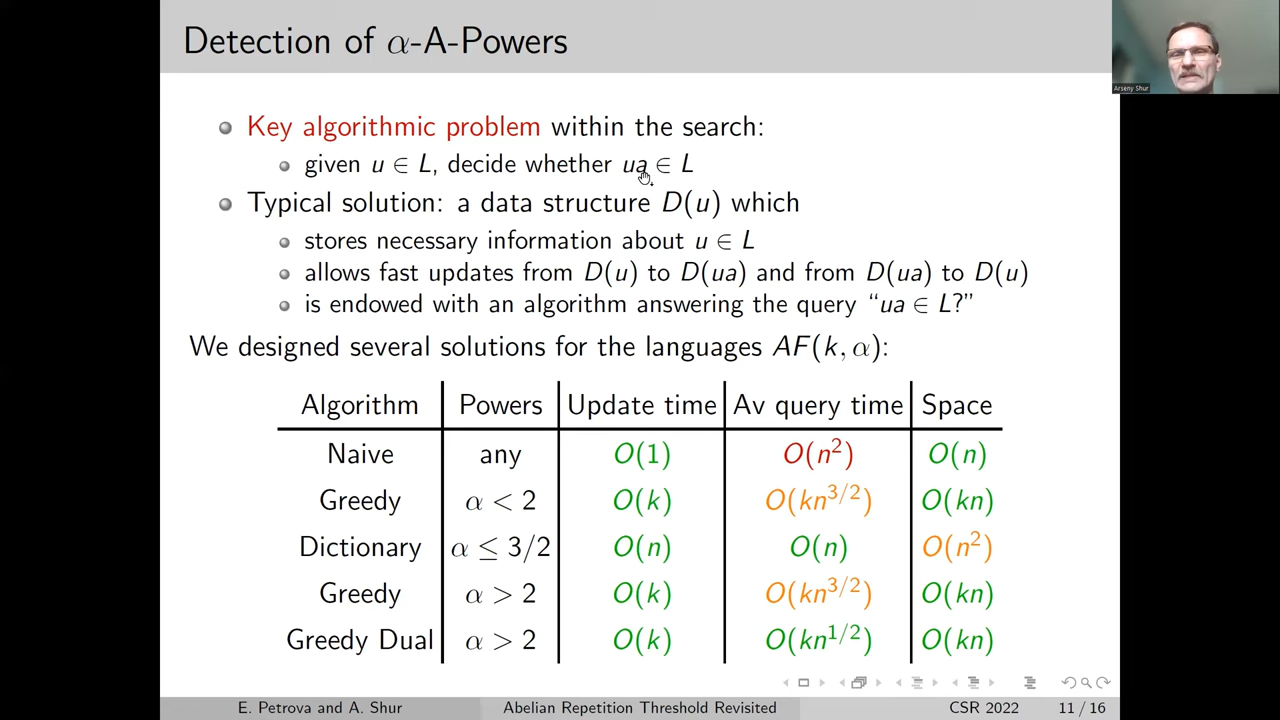 Detection of α-A-Powers
Arseny Shur
Key algorithmic problem within the search:
given u ∈ L, decide whether ua ∈ L
Typical solution: a data structure D(u) which
stores necessary information about u ∈ L
allows fast updates from D(u) to D(ua) and from D(ua) to D(u)
is endowed with an algorithm answering the query “ua ∈ L?”
We designed several solutions for the languages AF(k, α):
Algorithm Powers Update time Av query time Space
Naive any O(1) O(n²) O(n)
Greedy α < 2 O(k) O(kn^{3/2}) O(kn)
Dictionary α ≤ 3/2 O(n) O(n) O(n²)
Greedy α > 2 O(k) O(kn^{3/2}) O(kn)
Greedy Dual α > 2 O(k) O(kn^{1/2}) O(kn)
E. Petrova and A. Shur Abelian Repetition Threshold Revisited CSR 2022 11 / 16